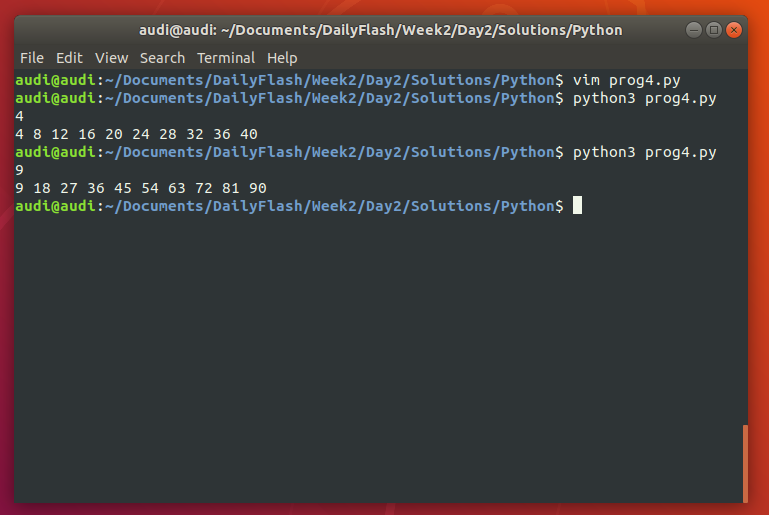 audi@audi: ~/Documents/DailyFlash/Week2/Day2/Solutions/Python
File Edit View Search Terminal Help
audi@audi:~/Documents/DailyFlash/Week2/Day2/Solutions/Python$ vim prog4.py
audi@audi:~/Documents/DailyFlash/Week2/Day2/Solutions/Python$ python3 prog4.py
4
4 8 12 16 20 24 28 32 36 40
audi@audi:~/Documents/DailyFlash/Week2/Day2/Solutions/Python$ python3 prog4.py
9
9 18 27 36 45 54 63 72 81 90
audi@audi:~/Documents/DailyFlash/Week2/Day2/Solutions/Python$